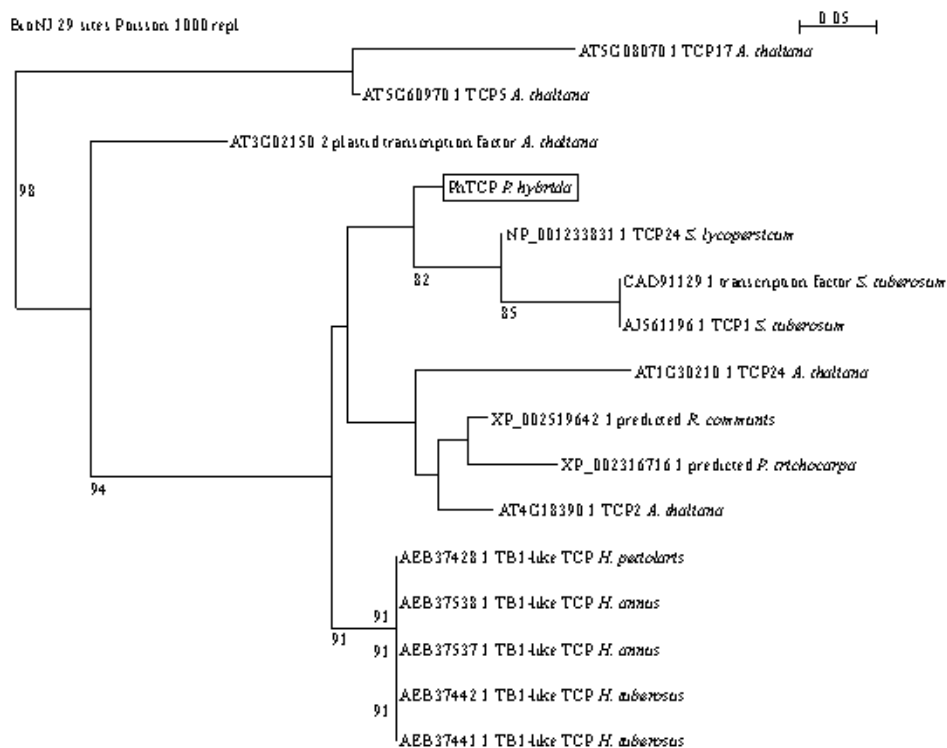 BioNJ 29 sites Poisson 1000 repl
0.05
AT5G08070.1 TCP17 A. thaliana
AT5G60970.1 TCP5 A. thaliana
AT3G02150.2 plastid transcription factor A. thaliana
98
PhTCP P. hybrida
NP_001233831.1 TCP24 S. lycopersicum
82
CAD91129.1 transcription factor S. tuberosum
85
AJ561196.1 TCP1 S. tuberosum
AT1G30210.1 TCP24 A. thaliana
XP_002519642.1 predicted R. communis
XP_002316716.1 predicted P. trichocarpa
94
AT4G18390.1 TCP2 A. thaliana
AEB37428.1 TB1-like TCP H. petiolaris
AEB37538.1 TB1-like TCP H. annus
91
91
91
AEB37537.1 TB1-like TCP H. annus
AEB37442.1 TB1-like TCP H. tuberosus
91
AEB37441.1 TB1-like TCP H. tuberosus